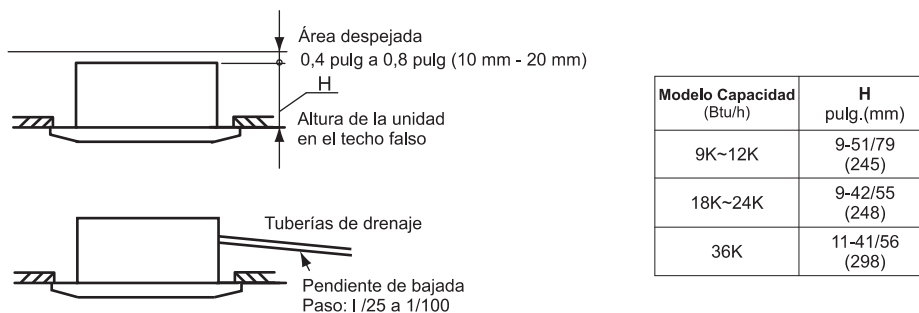 Área despejada
0,4 pulg a 0,8 pulg (10 mm - 20 mm)
H
Altura de la unidad
en el techo falso
Tuberías de drenaje
Pendiente de bajada
Paso: I /25 a 1/100
Modelo Capacidad
(Btu/h)
H
pulg.(mm)
9K~12K
9-51/79
(245)
18K~24K
9-42/55
(248)
36K
11-41/56
(298)